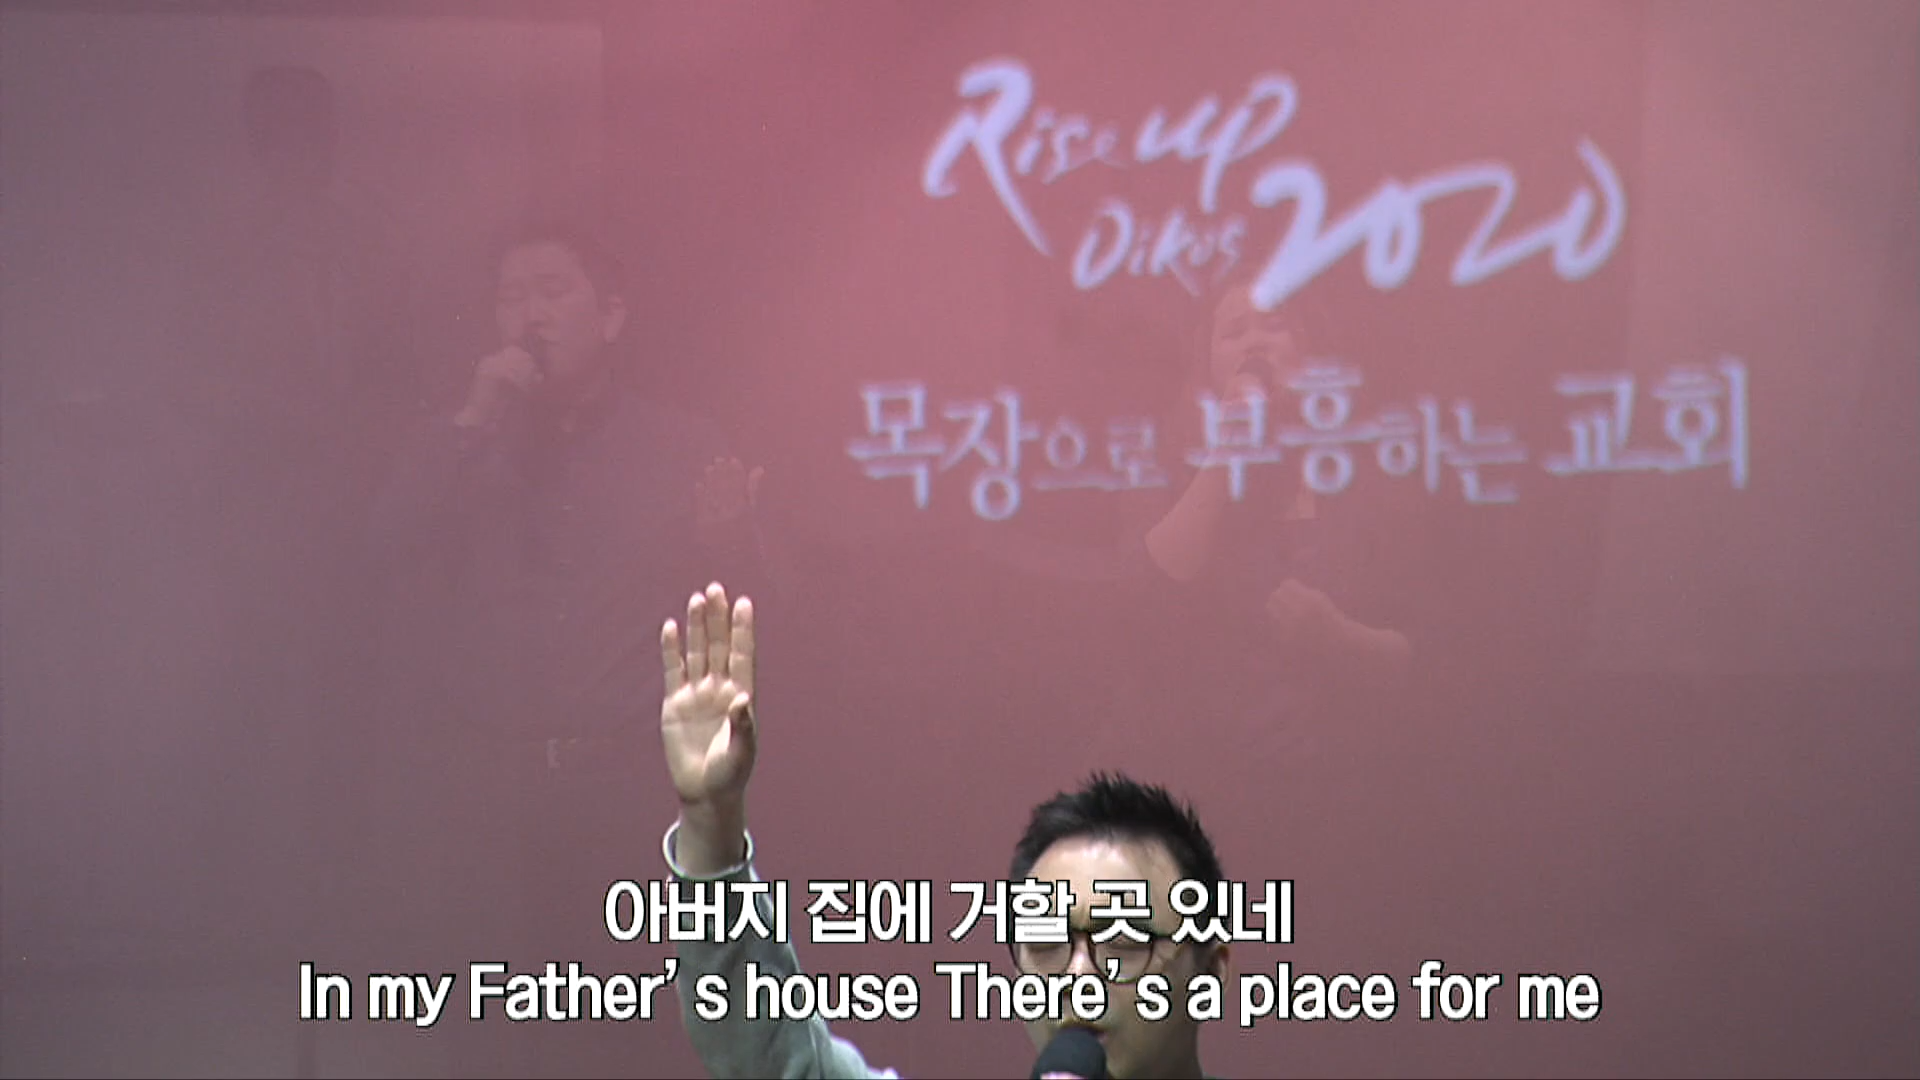 Rise up
Oikos 2020
목장으로 부흥하는 교회
아버지 집에 거할 곳 있네
In my Father's house There's a place for me